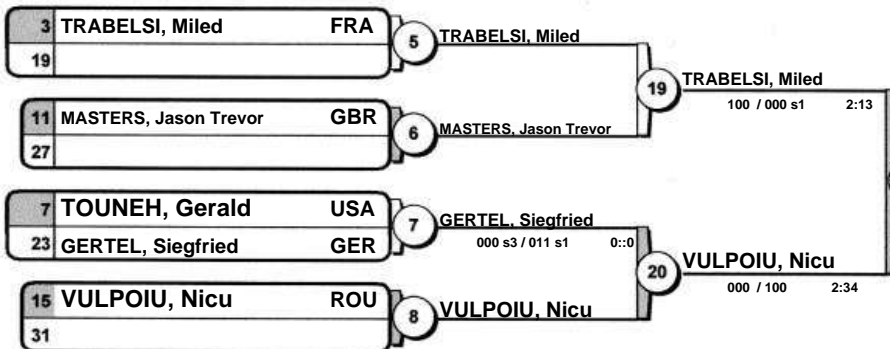 3 TRABELSI, Miled FRA
19
5
TRABELSI, Miled
11 MASTERS, Jason Trevor GBR
27
6
MASTERS, Jason Trevor
19
TRABELSI, Miled
100 / 000 s1 2:13
7 TOUNEH, Gerald USA
23 GERTEL, Siegfried GER
7
GERTEL, Siegfried
000 s3 / 011 s1 0::0
15 VULPOIU, Nicu ROU
31
8
VULPOIU, Nicu
20
VULPOIU, Nicu
000 / 100 2:34